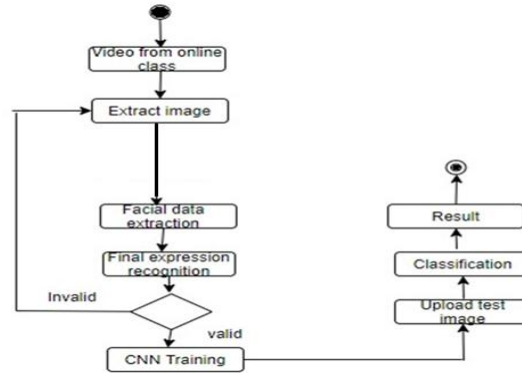 Video from online
class
Extract image
Facial data
extraction
Final expression
recognition
Invalid
valid
CNN Training
Result
Classification
Upload test
image